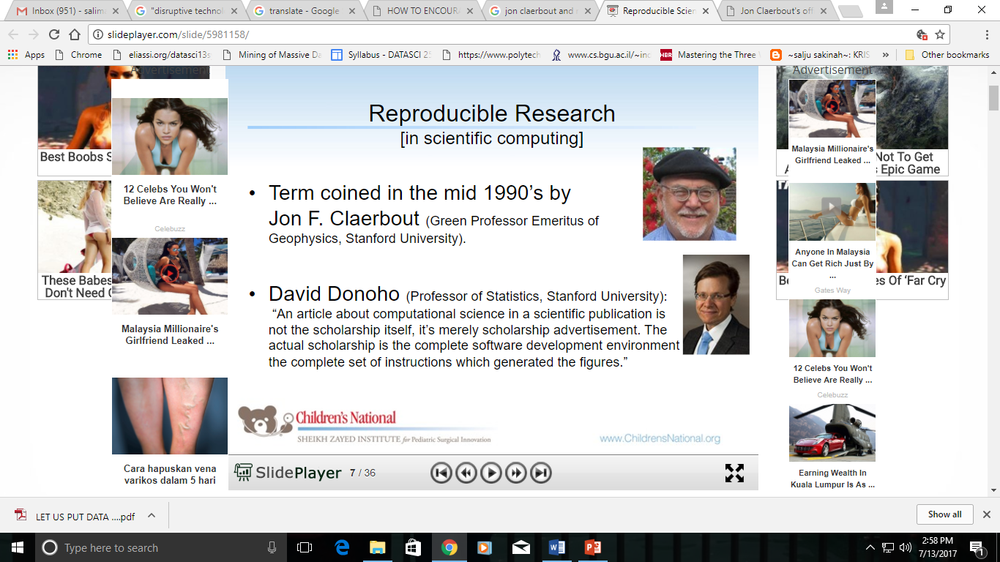 Inbox (951) - salima
"disruptive technol
translate - Google
HOW TO ENCOURA
jon claerbout and r
Reproducible Scien
Jon Claerbout's off
slideplayer.com/slide/5981158/
Apps
Chrome
eliassi.org/datasci13s
Mining of Massive Da
Syllabus - DATASCI 25
https://www.polytech
www.cs.bgu.ac.il/~inc
HBR
Mastering the Three W
~salju sakinah~: KRIS
»
Other bookmarks
Advertisement
Best Boobs S
12 Celebs You Won't
Believe Are Really ...
Celebuzz
These Babes
Don't Need
Malaysia Millionaire's
Girlfriend Leaked ...
Cara hapuskan vena
varikos dalam 5 hari
Reproducible Research
[in scientific computing]
• Term coined in the mid 1990's by
Jon F. Claerbout (Green Professor Emeritus of
Geophysics, Stanford University).
• David Donoho (Professor of Statistics, Stanford University):
“An article about computational science in a scientific publication is
not the scholarship itself, it's merely scholarship advertisement. The
actual scholarship is the complete software development environment
the complete set of instructions which generated the figures.”
Children's National
SHEIKH ZAYED INSTITUTE for Pediatric Surgical Innovation
www.ChildrensNational.org
SlidePlayer
7 / 36
Advertisement
Malaysia Millionaire's
Girlfriend Leaked ...
Not To Get
s Epic Game
Anyone In Malaysia
Can Get Rich Just By
...
Gates Way
es Of ‘Far Cry
12 Celebs You Won't
Believe Are Really ...
Celebuzz
Earning Wealth In
Kuala Lumpur Is As ...
LET US PUT DATA ....pdf
Show all
Type here to search
2:58 PM
7/13/2017
1